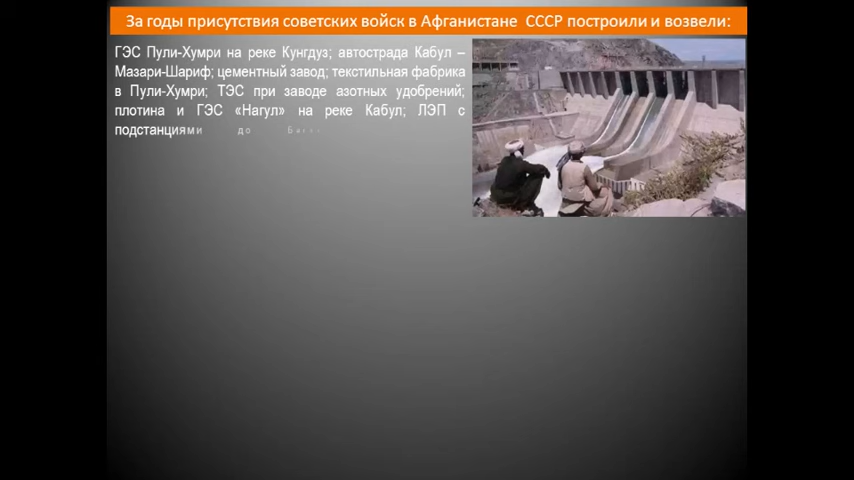 За годы присутствия советских войск в Афганистане СССР построили и возвели:
ГЭС Пули-Хумри на реке Кунгдуз; автострада Кабул –
Мазари-Шариф; цементный завод; текстильная фабрика
в Пули-Хумри; ТЭС при заводе азотных удобрений;
плотина и ГЭС «Нагул» на реке Кабул; ЛЭП с
подстанциями до